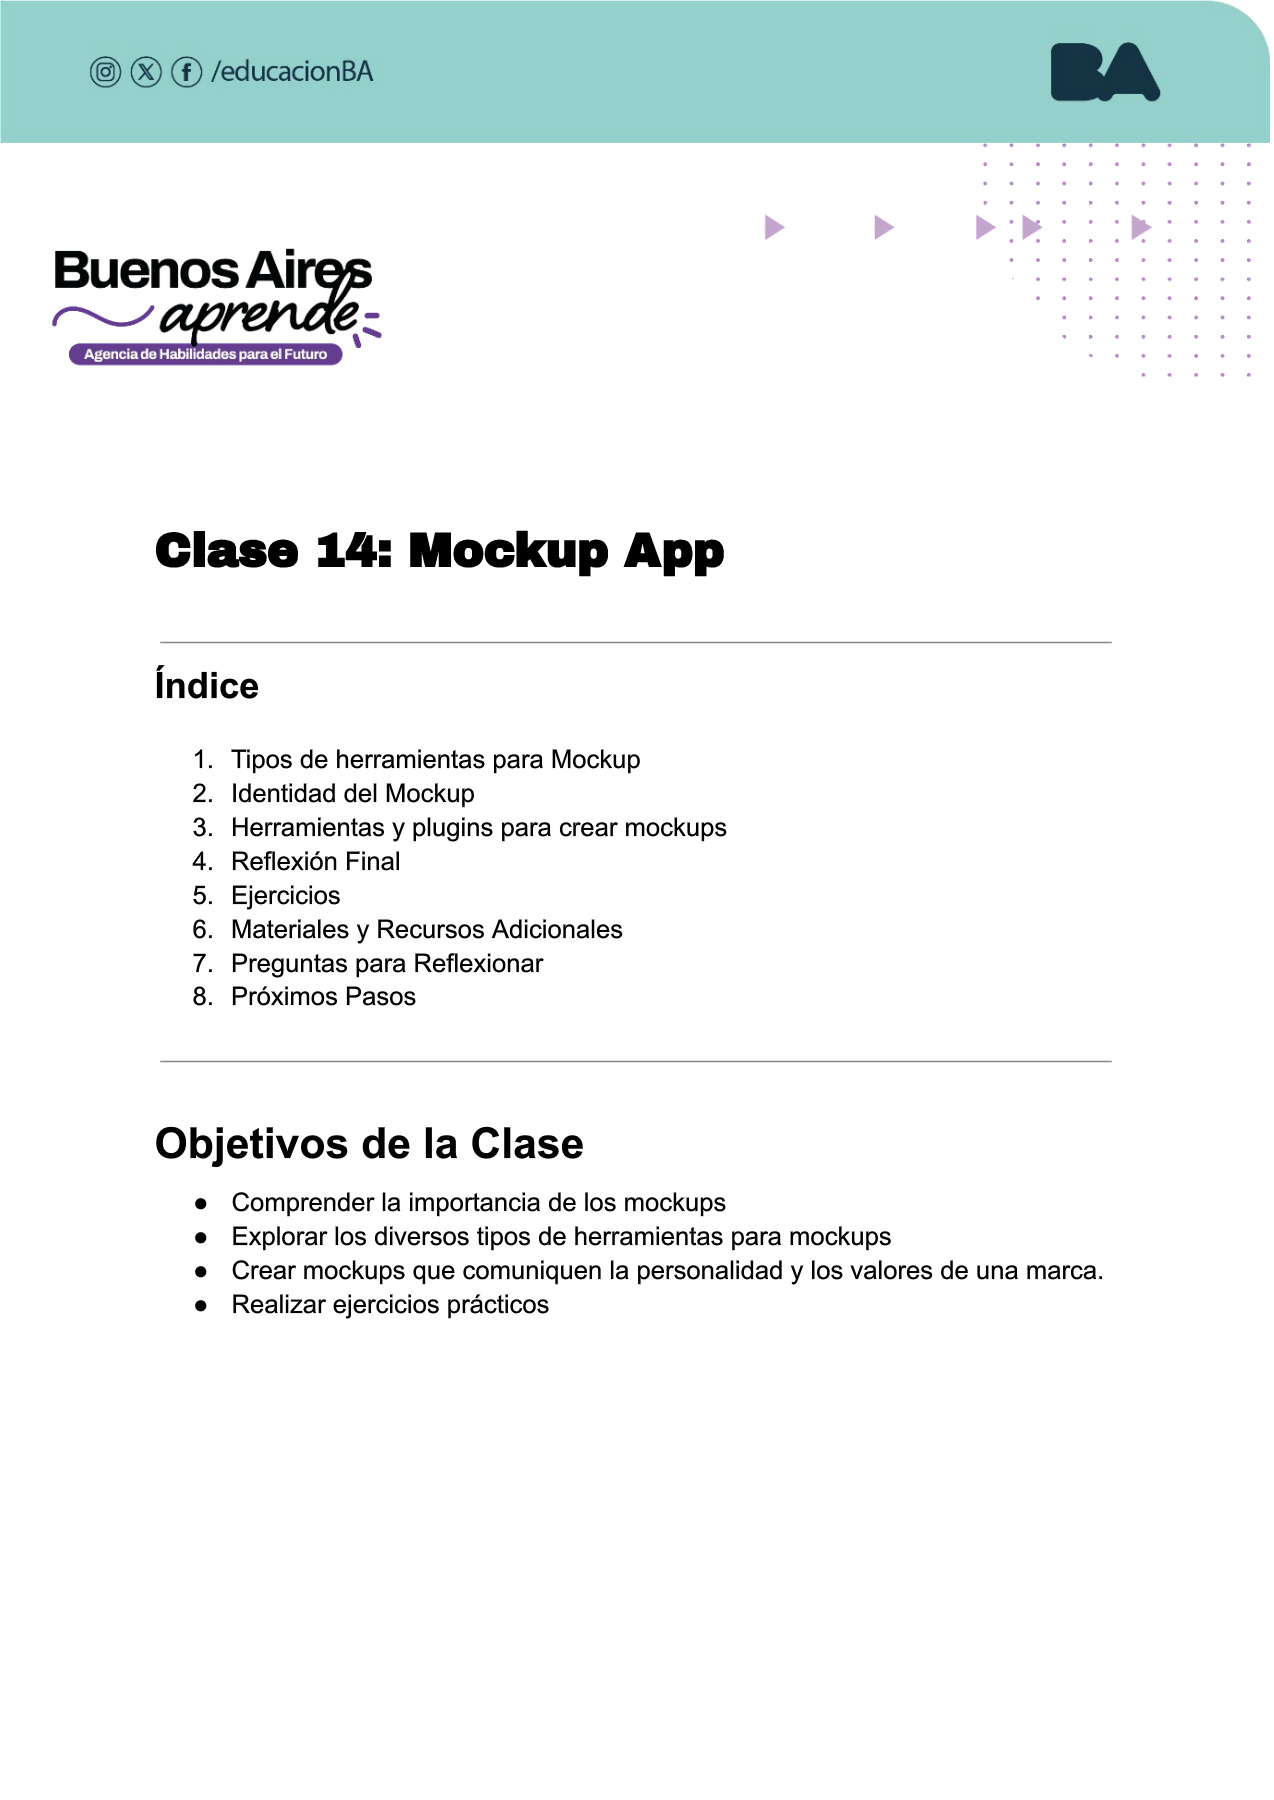 /educacionBA
BA
Buenos Aires
aprende
Agencia de Habilidades para el Futuro
Clase 14: Mockup App
Índice
1. Tipos de herramientas para Mockup
2. Identidad del Mockup
3. Herramientas y plugins para crear mockups
4. Reflexión Final
5. Ejercicios
6. Materiales y Recursos Adicionales
7. Preguntas para Reflexionar
8. Próximos Pasos
Objetivos de la Clase
● Comprender la importancia de los mockups
● Explorar los diversos tipos de herramientas para mockups
● Crear mockups que comuniquen la personalidad y los valores de una marca.
● Realizar ejercicios prácticos